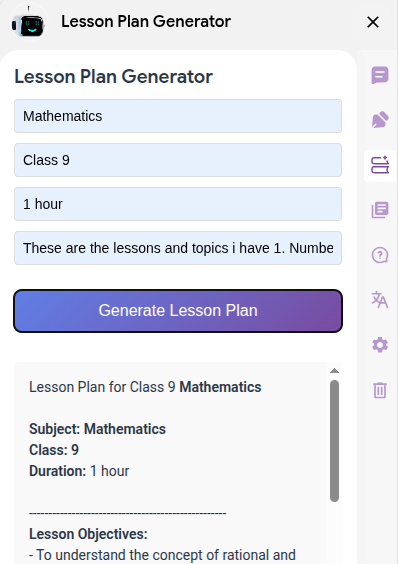 Lesson Plan Generator
Lesson Plan Generator
Mathematics
Class 9
1 hour
These are the lessons and topics i have 1. Numbe
Generate Lesson Plan
Lesson Plan for Class 9 Mathematics
Subject: Mathematics
Class: 9
Duration: 1 hour
----------------------------------------------------
Lesson Objectives:
- To understand the concept of rational and